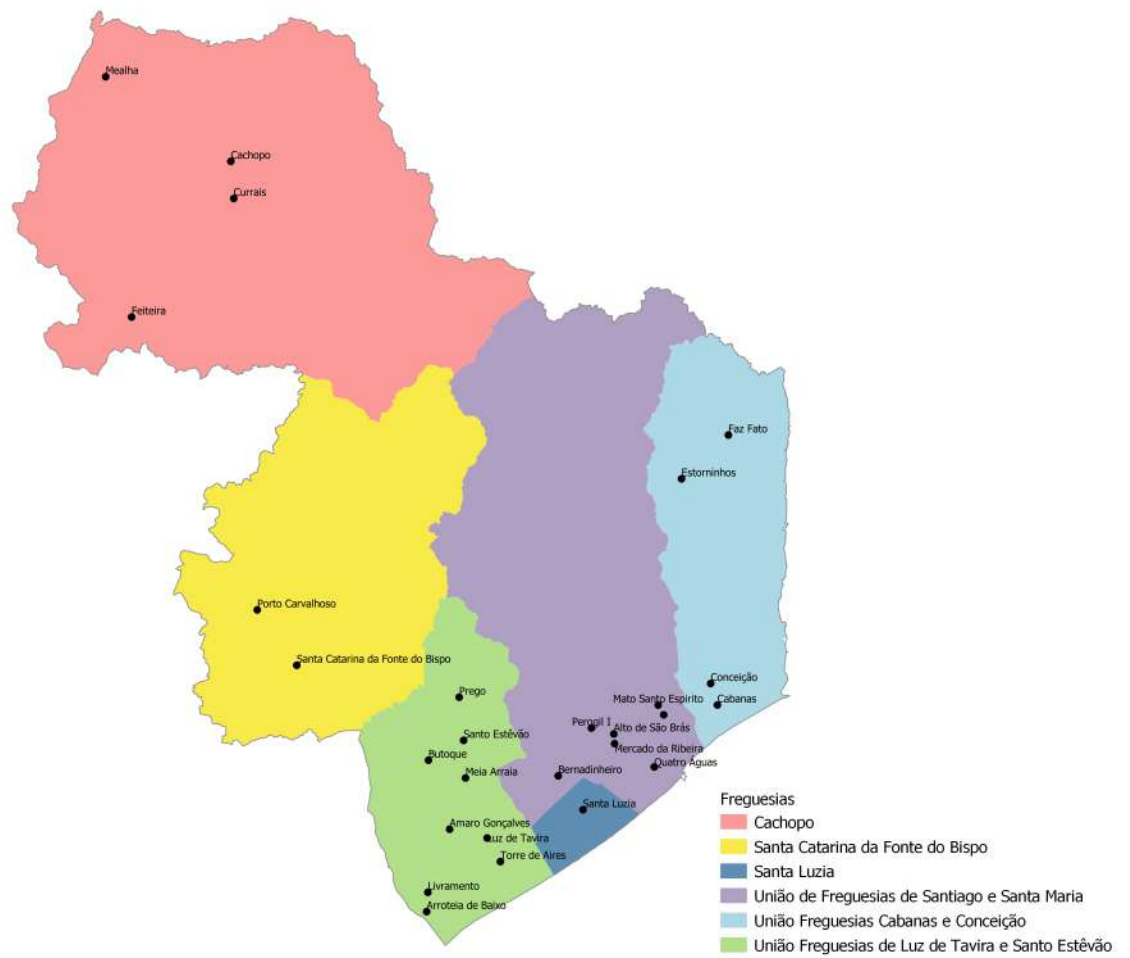 Mealha
Cachopo
Currais
Feiteira
Faz Fato
Estorninhos
Porto Carvalhoso
Santa Catarina da Fonte do Bispo
Conceição
Prego
Mato Santo Espirito
Cabanas
Perogil I
Alto de São Brás
Santo Estêvão
Mercado da Ribeira
Butoque
Quatro Águas
Meia Arraia
Bernadinheiro
Santa Luzia
Amaro Gonçalves
Luz de Tavira
Torre de Aires
Livramento
Arroteia de Baixo
Freguesias
Cachopo
Santa Catarina da Fonte do Bispo
Santa Luzia
União de Freguesias de Santiago e Santa Maria
União Freguesias Cabanas e Conceição
União Freguesias de Luz de Tavira e Santo Estêvão